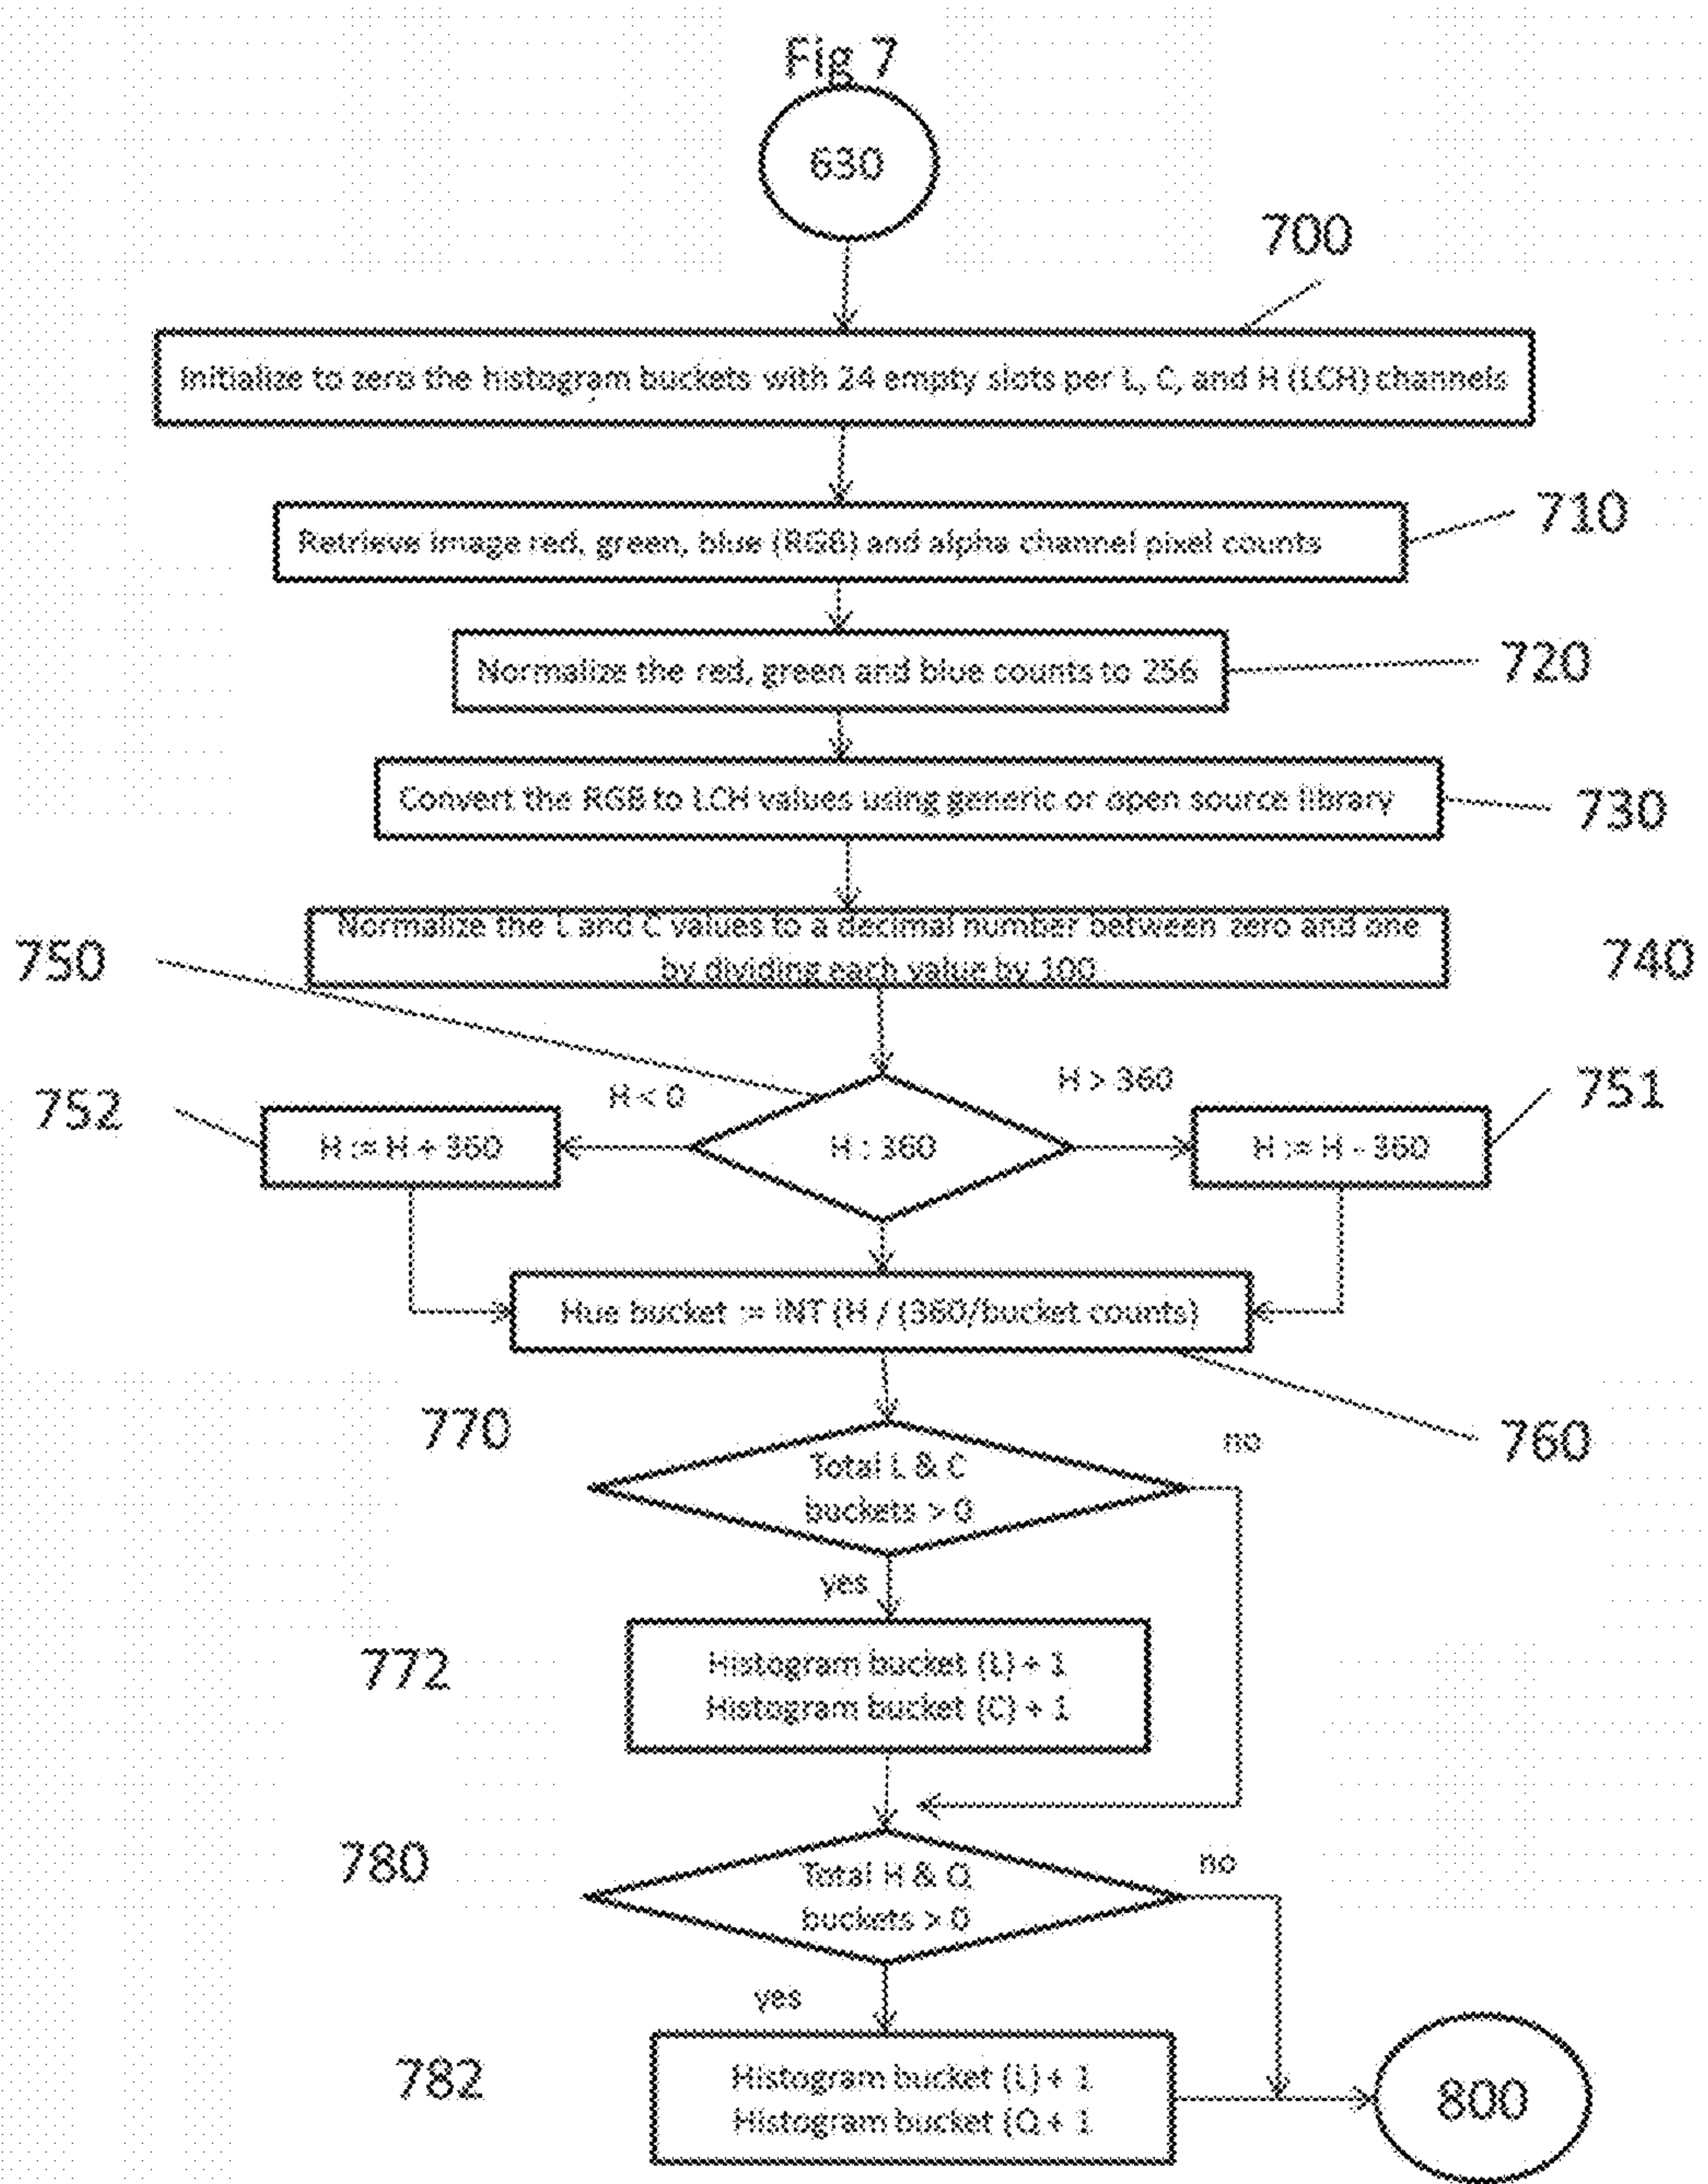 Fig 7
630
700
Initialize to zero the histogram buckets with 24 empty slots per L, C, and H (LCH) channels
710
Retrieve image red, green, blue (RGB) and alpha channel pixel counts
720
Normalize the red, green and blue counts to 256
730
Convert the RGB to LCH values using generic or open source library
740
Normalize the L and C values to a decimal number between zero and one
by dividing each value by 100
750
H < 0
H > 360
751
752
H := H + 360
H : 360
H := H - 360
Hue bucket := INT (H / (360/bucket counts)
760
770
Total L & C
buckets > 0
no
yes
772
Histogram bucket (L) + 1
Histogram bucket (C) + 1
780
Total H & Q
buckets > 0
no
yes
782
Histogram bucket (L) + 1
Histogram bucket (Q + 1
800